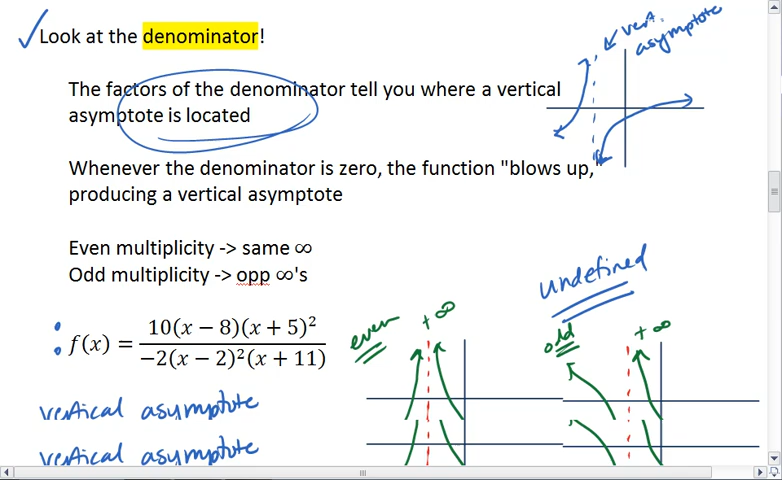 Look at the denominator!
vert.
asymptote
The factors of the denominator tell you where a vertical
asymptote is located
Whenever the denominator is zero, the function "blows up,"
producing a vertical asymptote
Even multiplicity -> same ∞
Odd multiplicity -> opp ∞'s
undefined
f(x) = 10(x − 8)(x + 5)² / −2(x − 2)²(x + 11)
even
+∞
odd
+∞
vertical asymptote
vertical asymptote